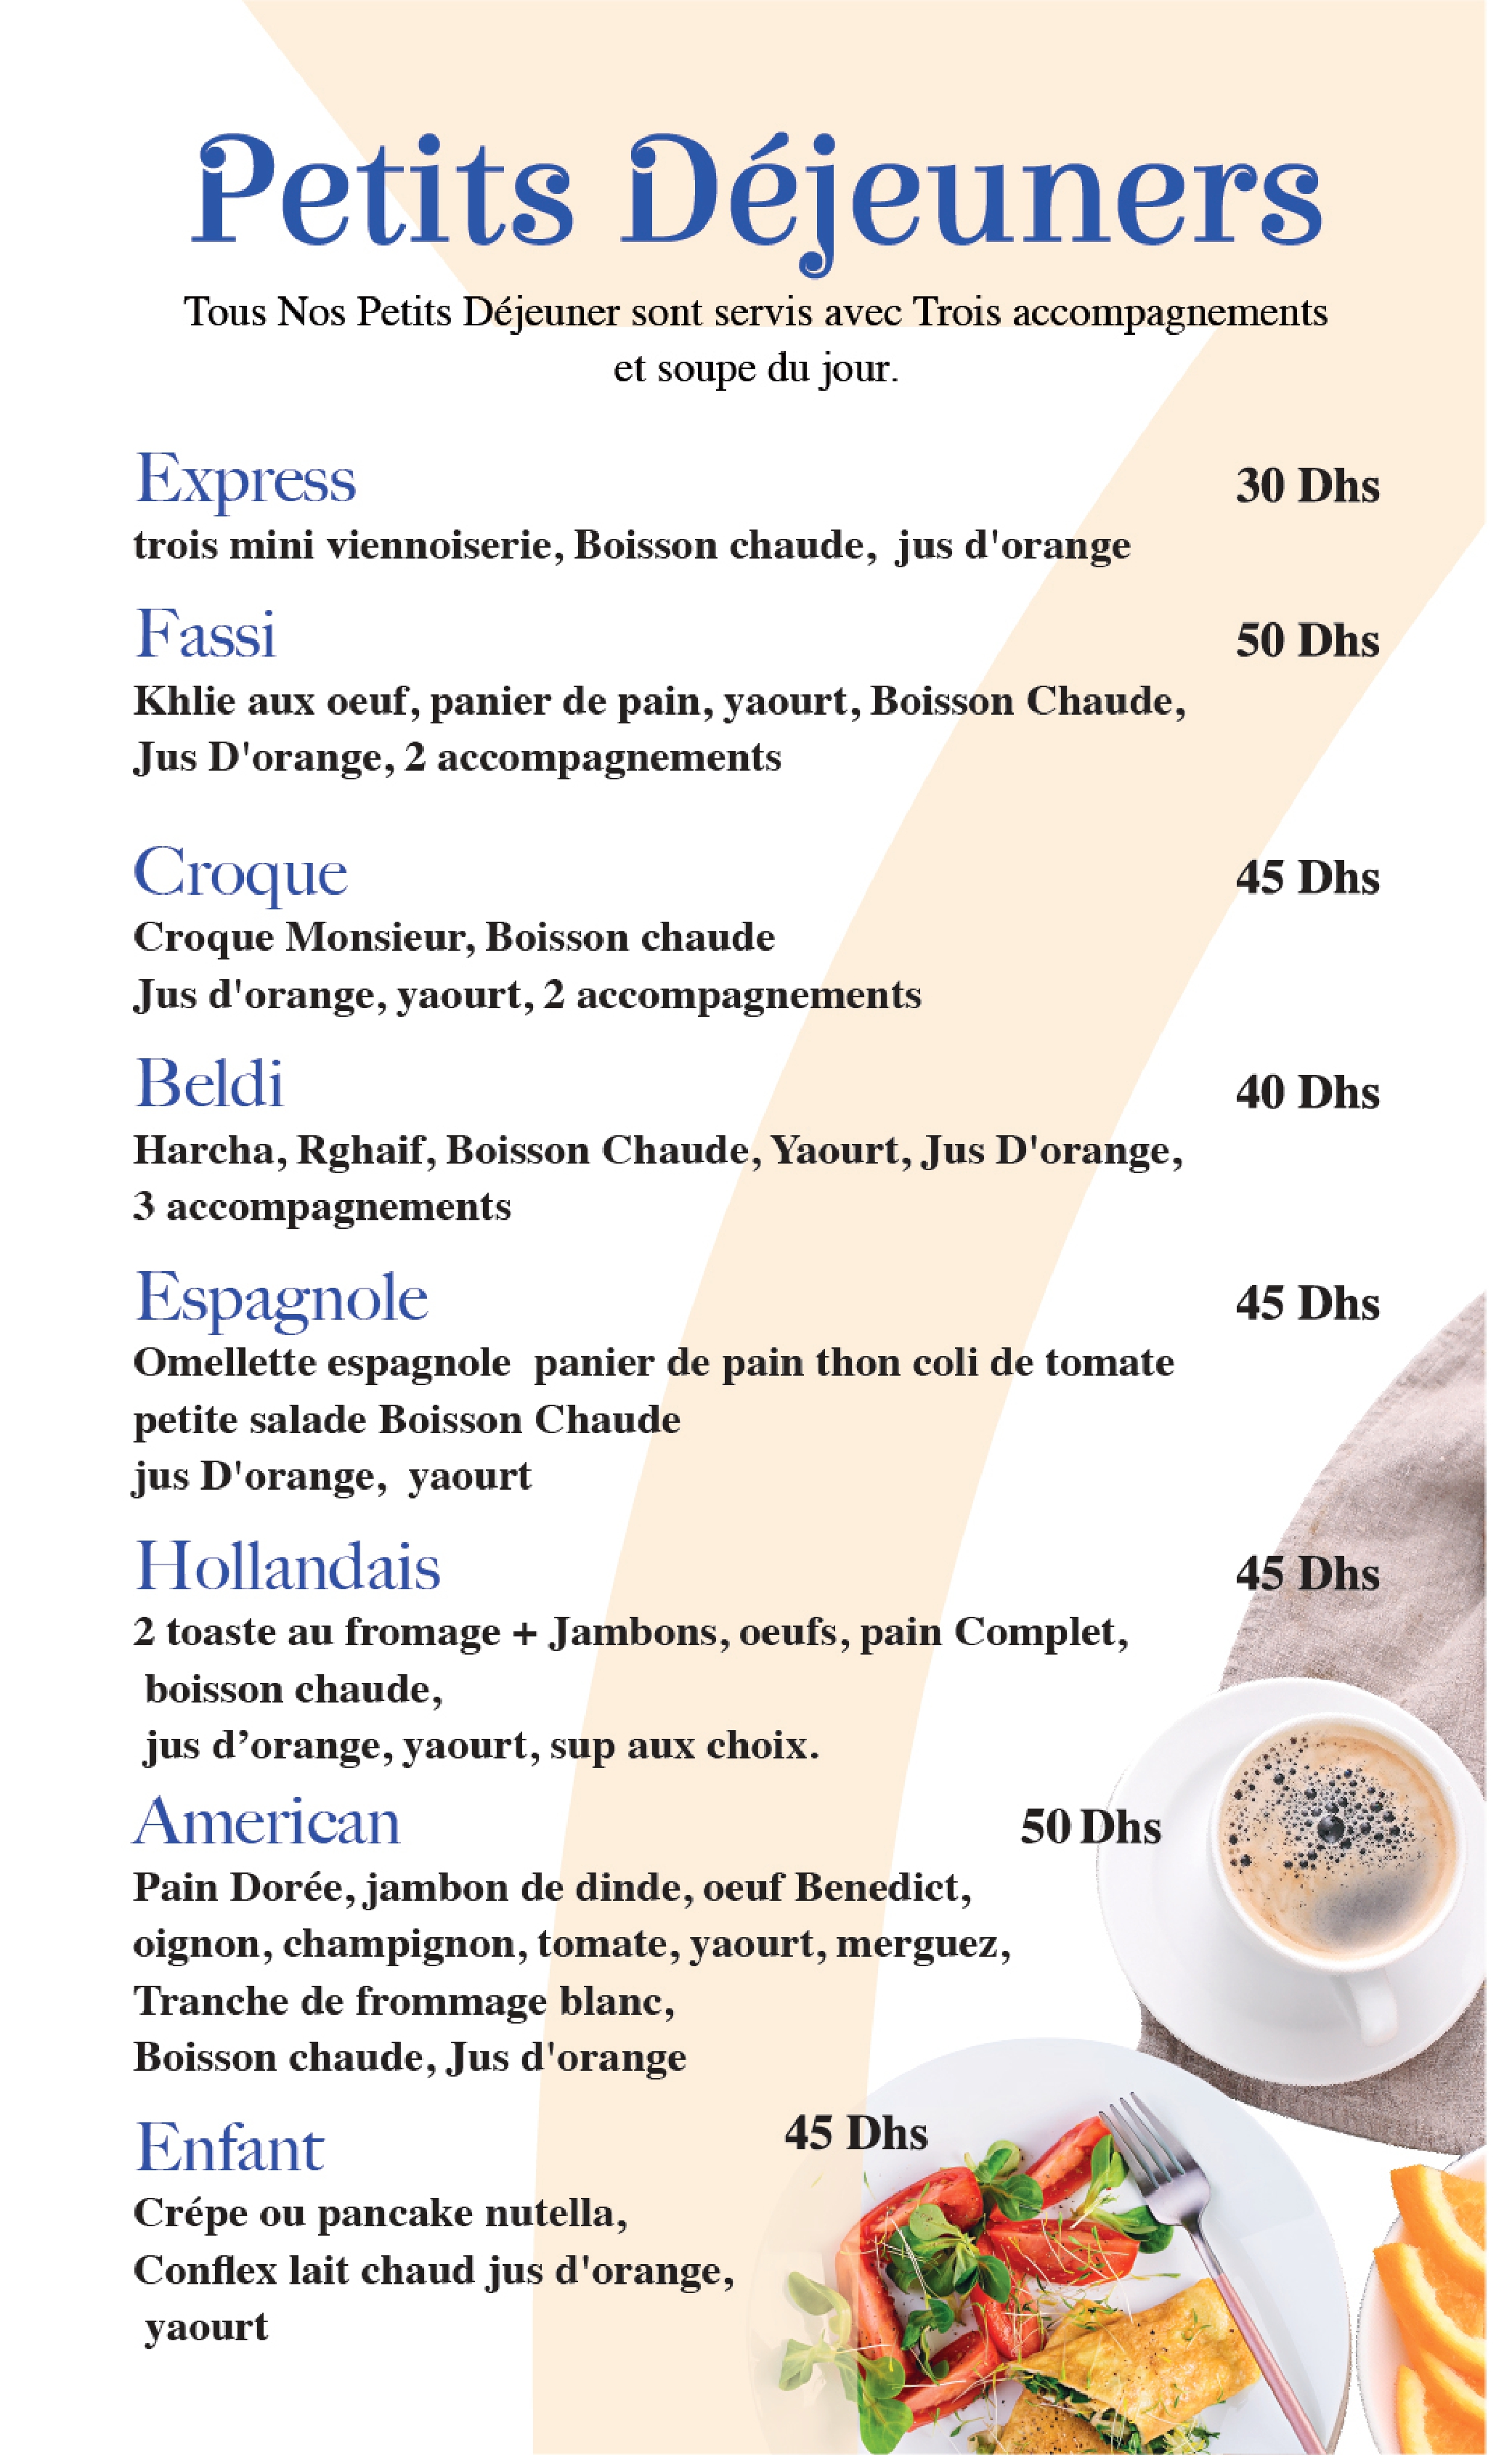 Petits Déjeuners
Tous Nos Petits Déjeuner sont servis avec Trois accompagnements
et soupe du jour.
Express 30 Dhs
trois mini viennoiserie, Boisson chaude, jus d'orange
Fassi 50 Dhs
Khlie aux oeuf, panier de pain, yaourt, Boisson Chaude,
Jus D'orange, 2 accompagnements
Croque 45 Dhs
Croque Monsieur, Boisson chaude
Jus d'orange, yaourt, 2 accompagnements
Beldi 40 Dhs
Harcha, Rghaif, Boisson Chaude, Yaourt, Jus D'orange,
3 accompagnements
Espagnole 45 Dhs
Omellette espagnole panier de pain thon coli de tomate
petite salade Boisson Chaude
jus D'orange, yaourt
Hollandais 45 Dhs
2 toaste au fromage + Jambons, oeufs, pain Complet,
boisson chaude,
jus d’orange, yaourt, sup aux choix.
American 50 Dhs
Pain Dorée, jambon de dinde, oeuf Benedict,
oignon, champignon, tomate, yaourt, merguez,
Tranche de frommage blanc,
Boisson chaude, Jus d'orange
Enfant 45 Dhs
Crépe ou pancake nutella,
Conflex lait chaud jus d'orange,
yaourt